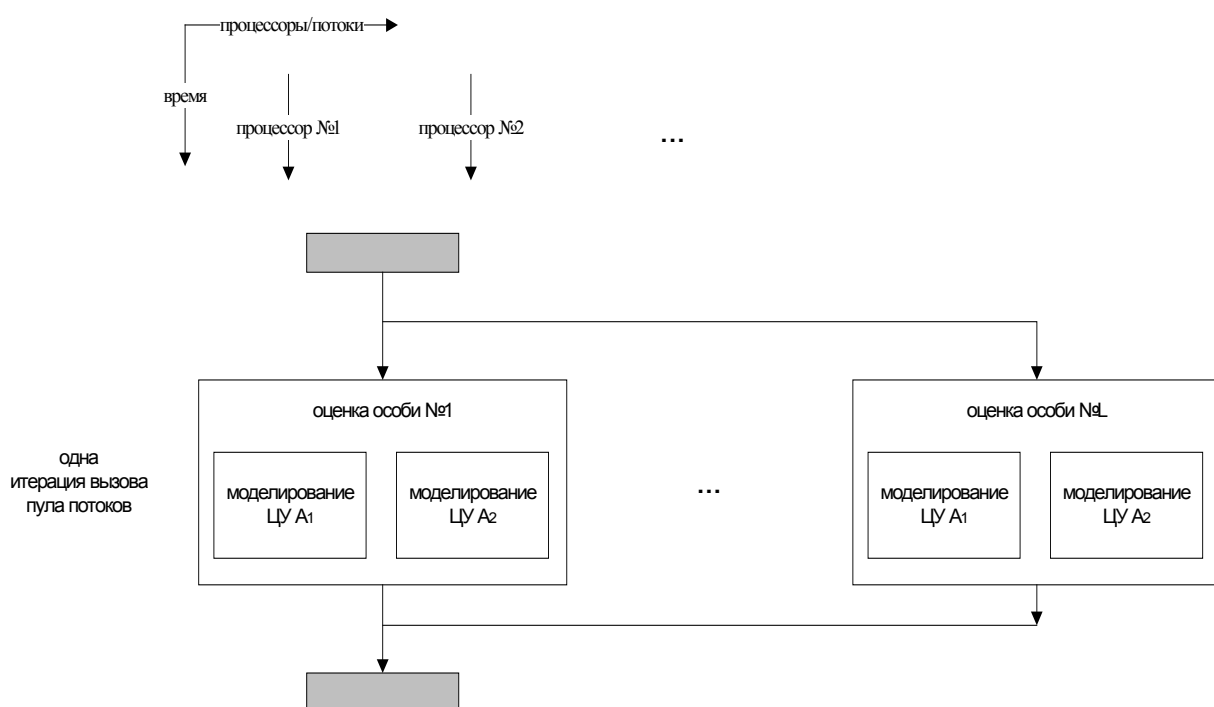 процессоры/потоки
время
процессор №1
процессор №2
...
оценка особи №1
оценка особи №L
одна
итерация вызова
пула потоков
моделирование
ЦУ A1
моделирование
ЦУ A2
...
моделирование
ЦУ A1
моделирование
ЦУ A2